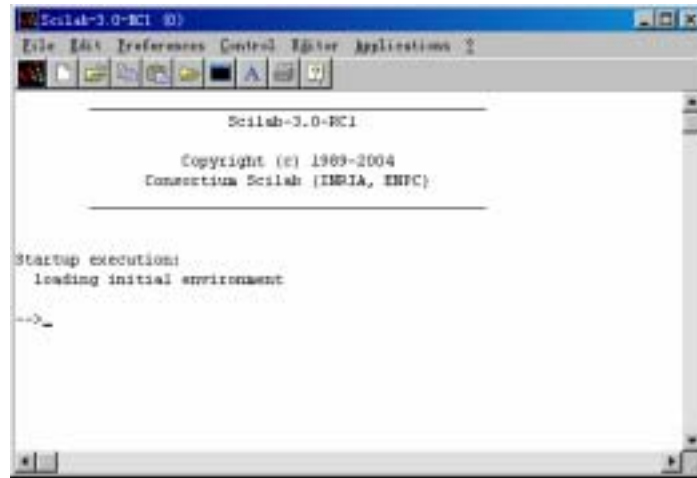 Scilab-3.0-RC1 (0)
File Edit Preferences Control Editor Applications ?
Scilab-3.0-RC1
Copyright (c) 1989-2004
Consortium Scilab (INRIA, ENPC)
Startup execution:
loading initial environment
-->_